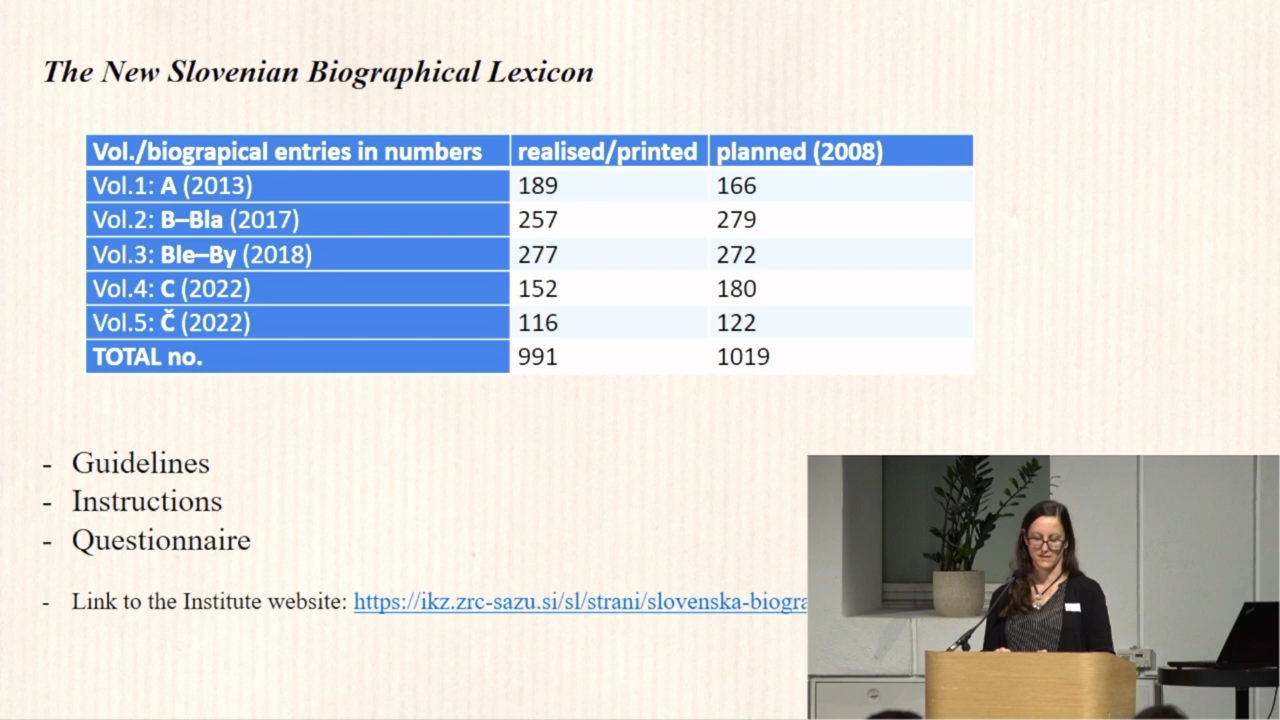 The New Slovenian Biographical Lexicon
Vol./biograpical entries in numbers realised/printed planned (2008)
Vol.1: A (2013) 189 166
Vol.2: B–Bla (2017) 257 279
Vol.3: Ble–By (2018) 277 272
Vol.4: C (2022) 152 180
Vol.5: Č (2022) 116 122
TOTAL no. 991 1019
- Guidelines
- Instructions
- Questionnaire
- Link to the Institute website: https://ikz.zrc-sazu.si/sl/strani/slovenska-biogra